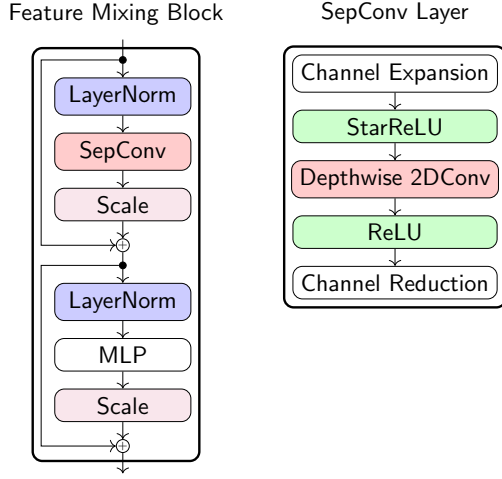 Feature Mixing Block
LayerNorm
SepConv
Scale
LayerNorm
MLP
Scale
SepConv Layer
Channel Expansion
StarReLU
Depthwise 2DConv
ReLU
Channel Reduction